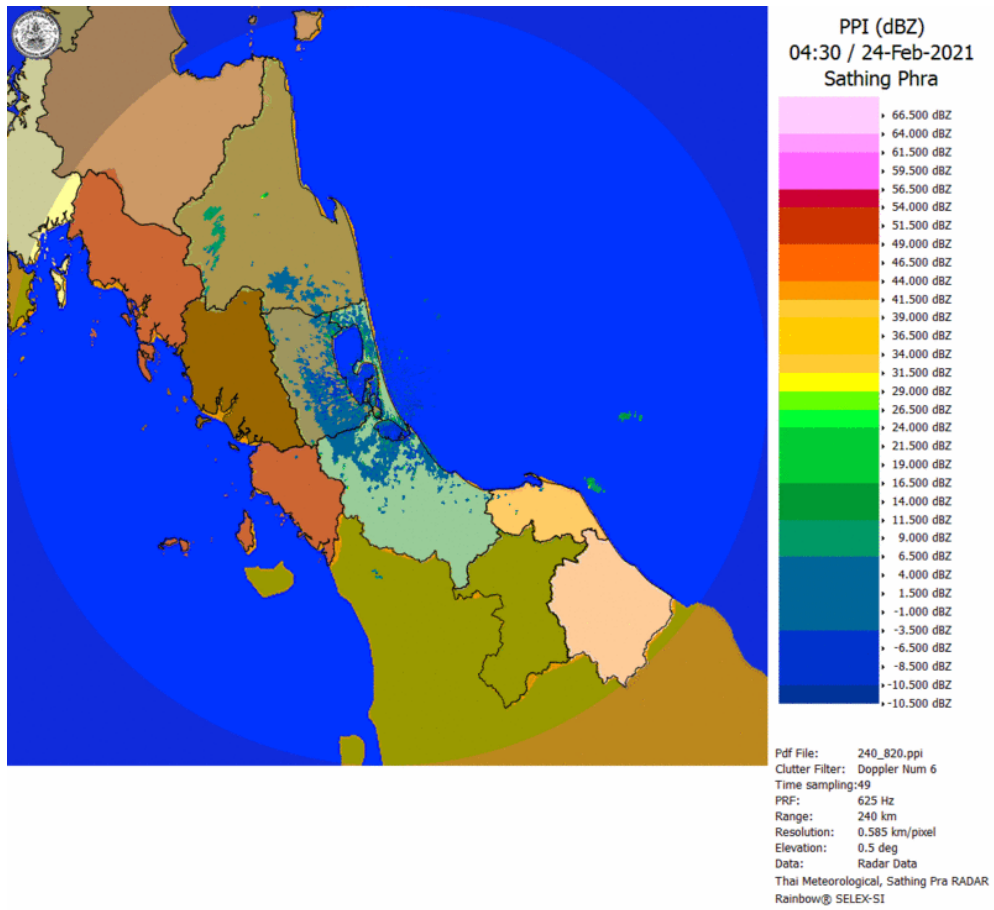 PPI (dBZ)
04:30 / 24-Feb-2021
Sathing Phra
66.500 dBZ
64.000 dBZ
61.500 dBZ
59.500 dBZ
56.500 dBZ
54.000 dBZ
51.500 dBZ
49.000 dBZ
46.500 dBZ
44.000 dBZ
41.500 dBZ
39.000 dBZ
36.500 dBZ
34.000 dBZ
31.500 dBZ
29.000 dBZ
26.500 dBZ
24.000 dBZ
21.500 dBZ
19.000 dBZ
16.500 dBZ
14.000 dBZ
11.500 dBZ
9.000 dBZ
6.500 dBZ
4.000 dBZ
1.500 dBZ
-1.000 dBZ
-3.500 dBZ
-6.500 dBZ
-8.500 dBZ
-10.500 dBZ
-10.500 dBZ
Pdf File: 240_820.ppi
Clutter Filter: Doppler Num 6
Time sampling:49
PRF: 625 Hz
Range: 240 km
Resolution: 0.585 km/pixel
Elevation: 0.5 deg
Data: Radar Data
Thai Meteorological, Sathing Pra RADAR
Rainbow® SELEX-SI